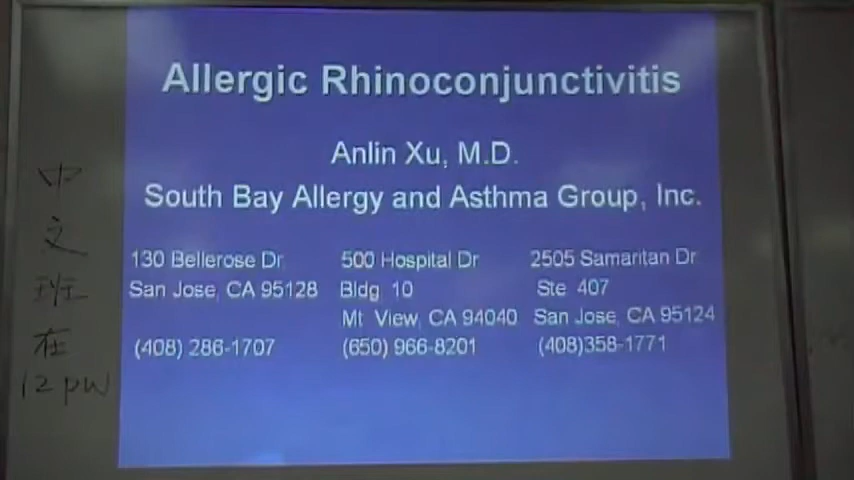 Allergic Rhinoconjunctivitis
Anlin Xu, M.D.
South Bay Allergy and Asthma Group, Inc.
130 Bellerose Dr
San Jose, CA 95128
(408) 286-1707
500 Hospital Dr
Bldg 10
Mt View, CA 94040
(650) 966-8201
2505 Samaritan Dr
Ste 407
San Jose, CA 95124
(408)358-1771
中
文
班
在
12pm